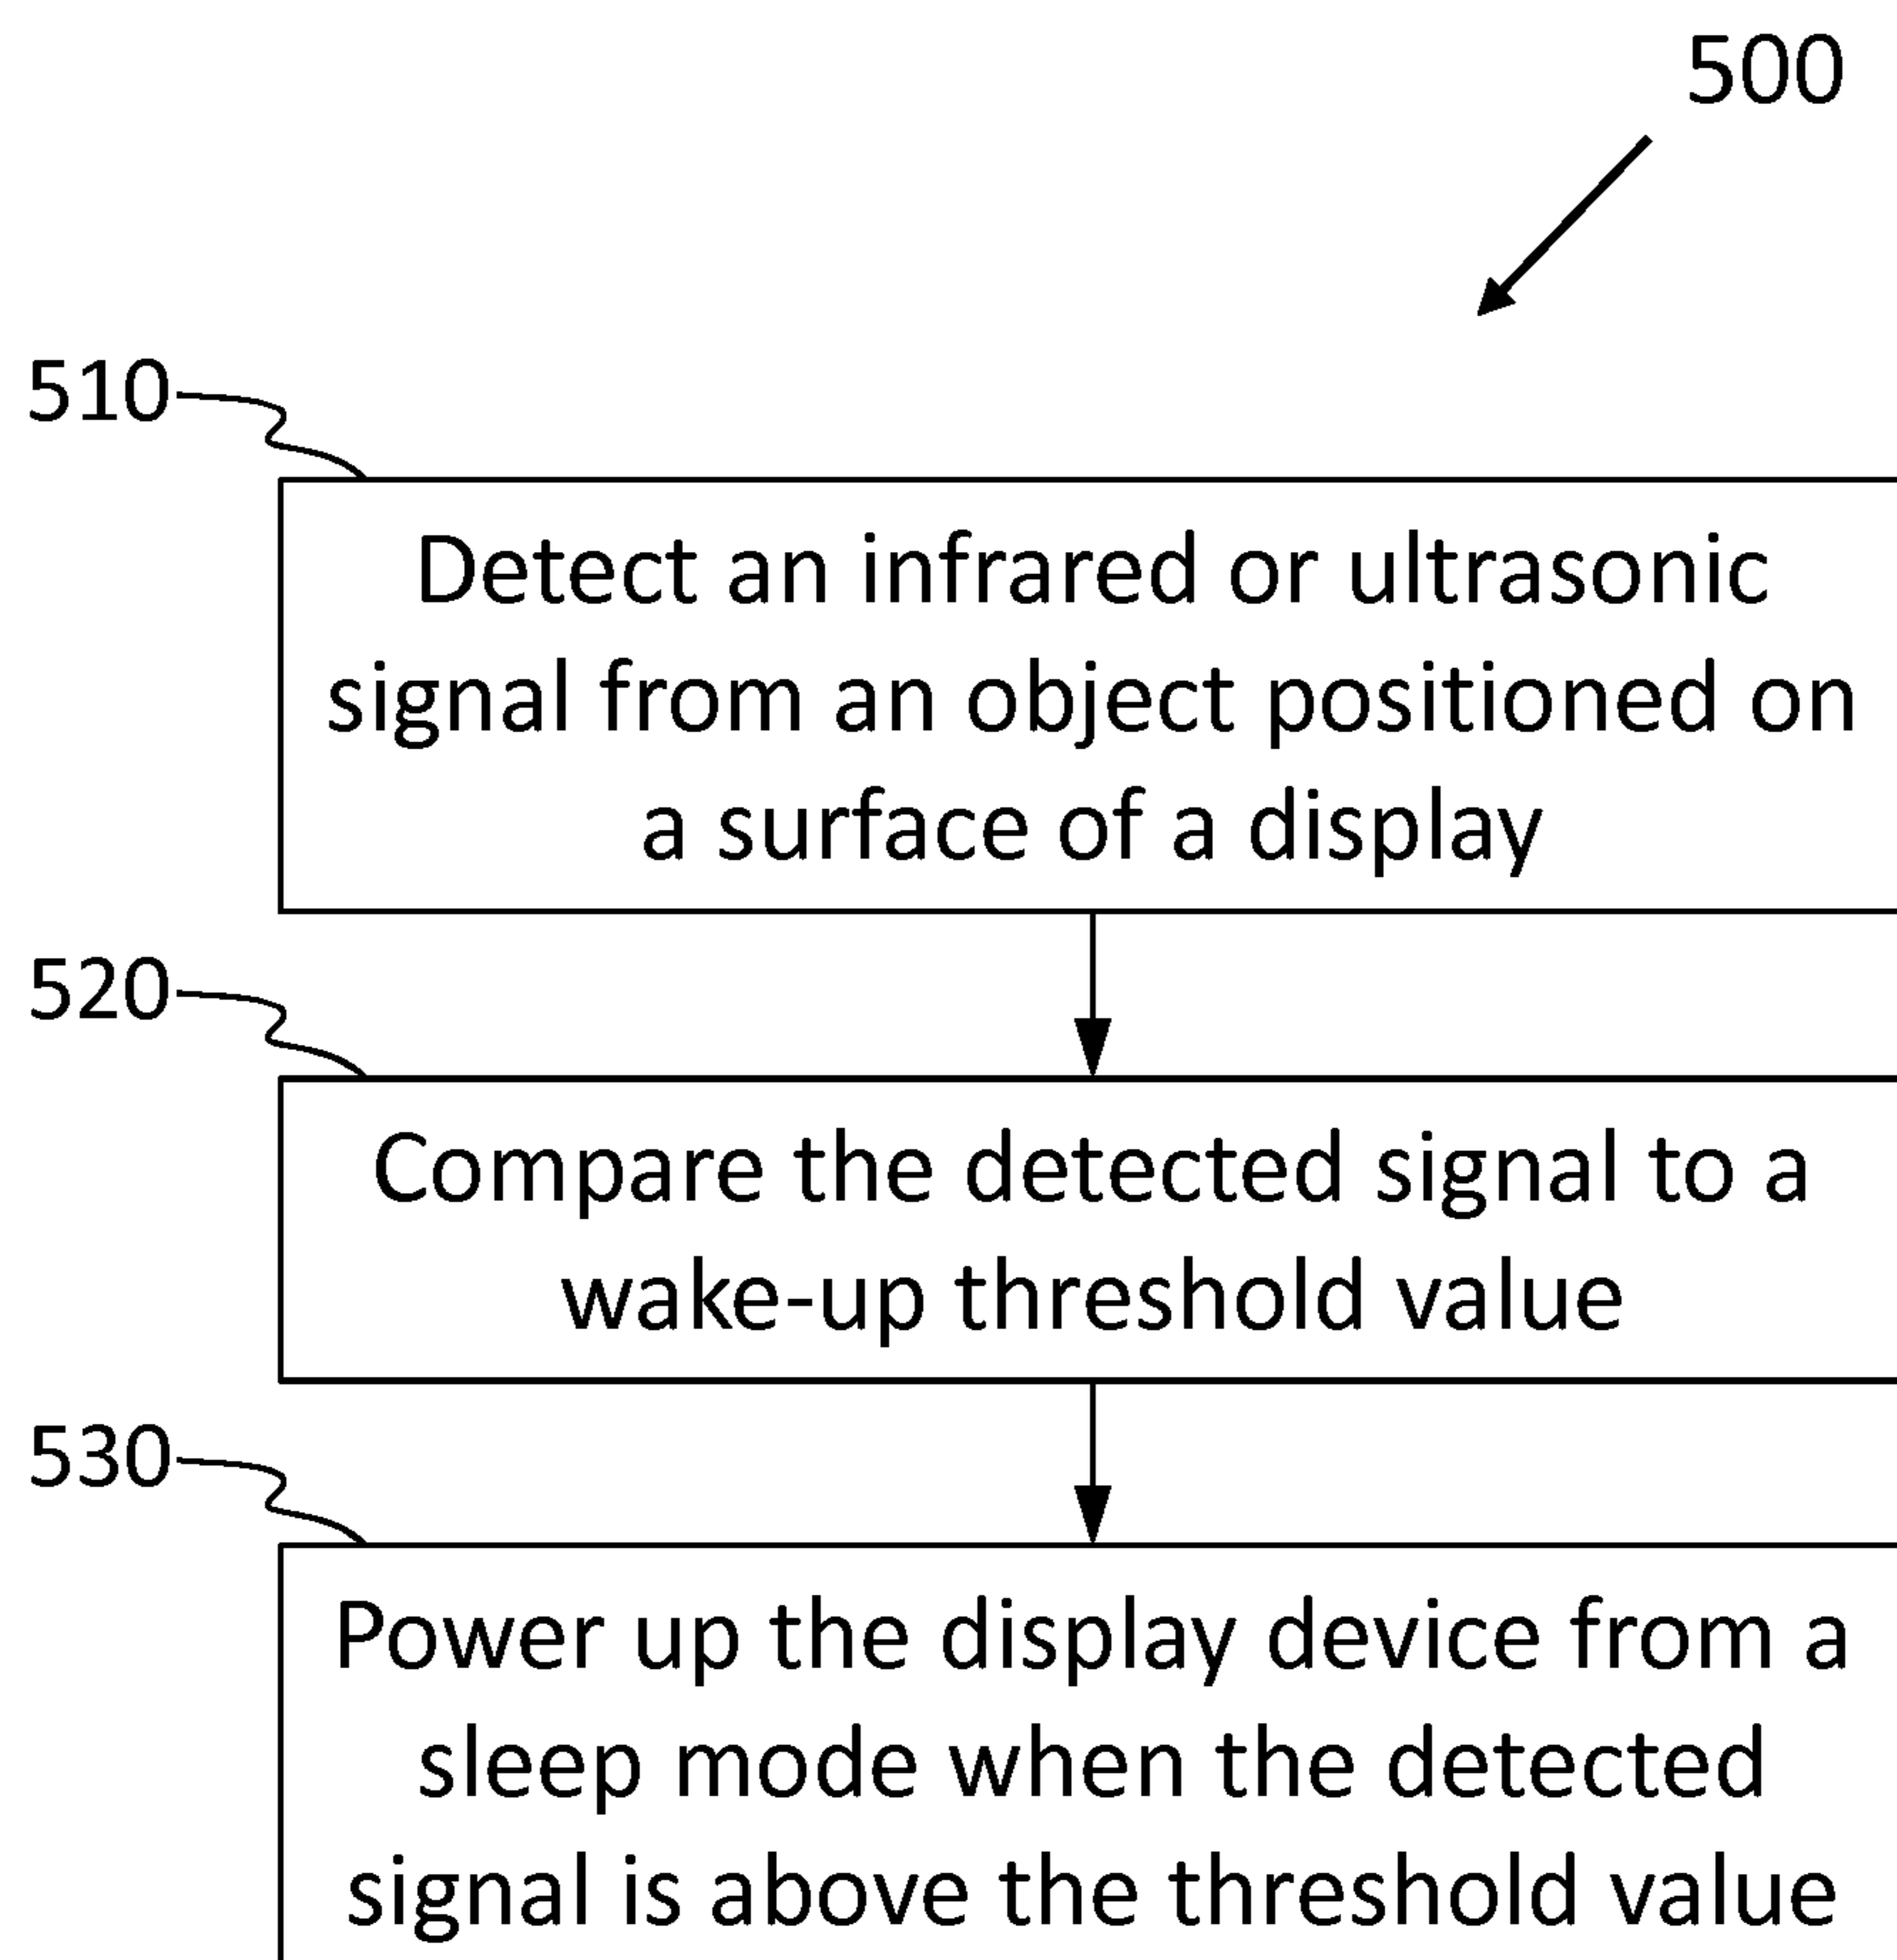 500
510
Detect an infrared or ultrasonic
signal from an object positioned on
a surface of a display
520
Compare the detected signal to a
wake-up threshold value
530
Power up the display device from a
sleep mode when the detected
signal is above the threshold value